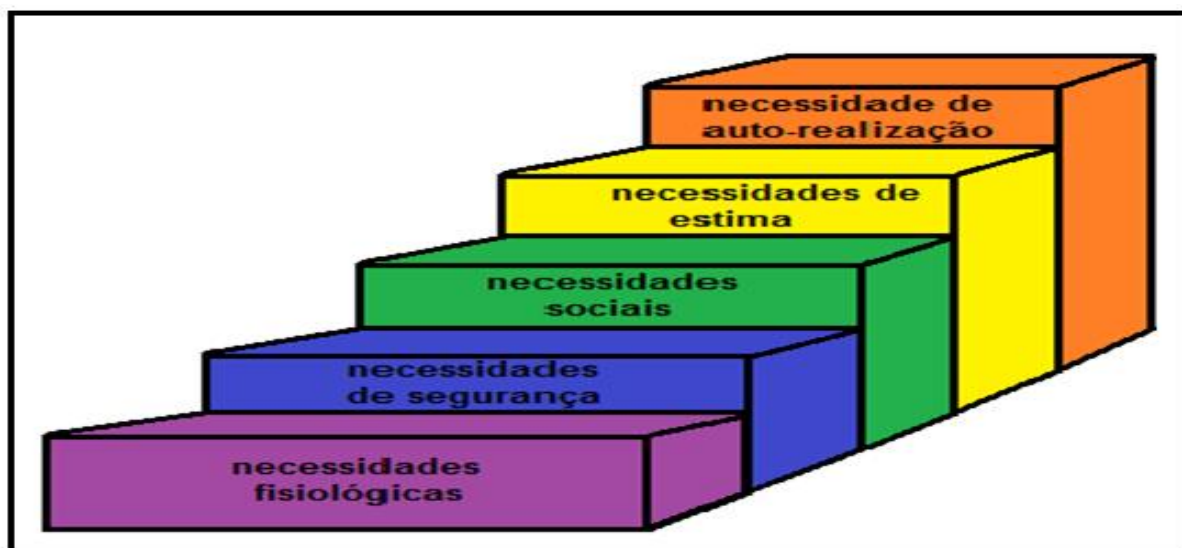 necessidade de
auto-realização
necessidades de
estima
necessidades
sociais
necessidades
de segurança
necessidades
fisiológicas